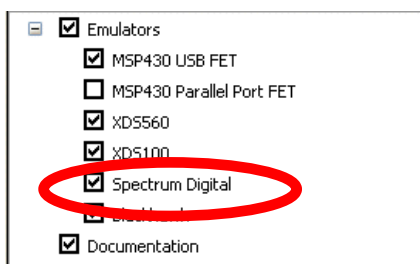 Emulators
MSP430 USB FET
MSP430 Parallel Port FET
XDS560
XDS100
Spectrum Digital
Documentation